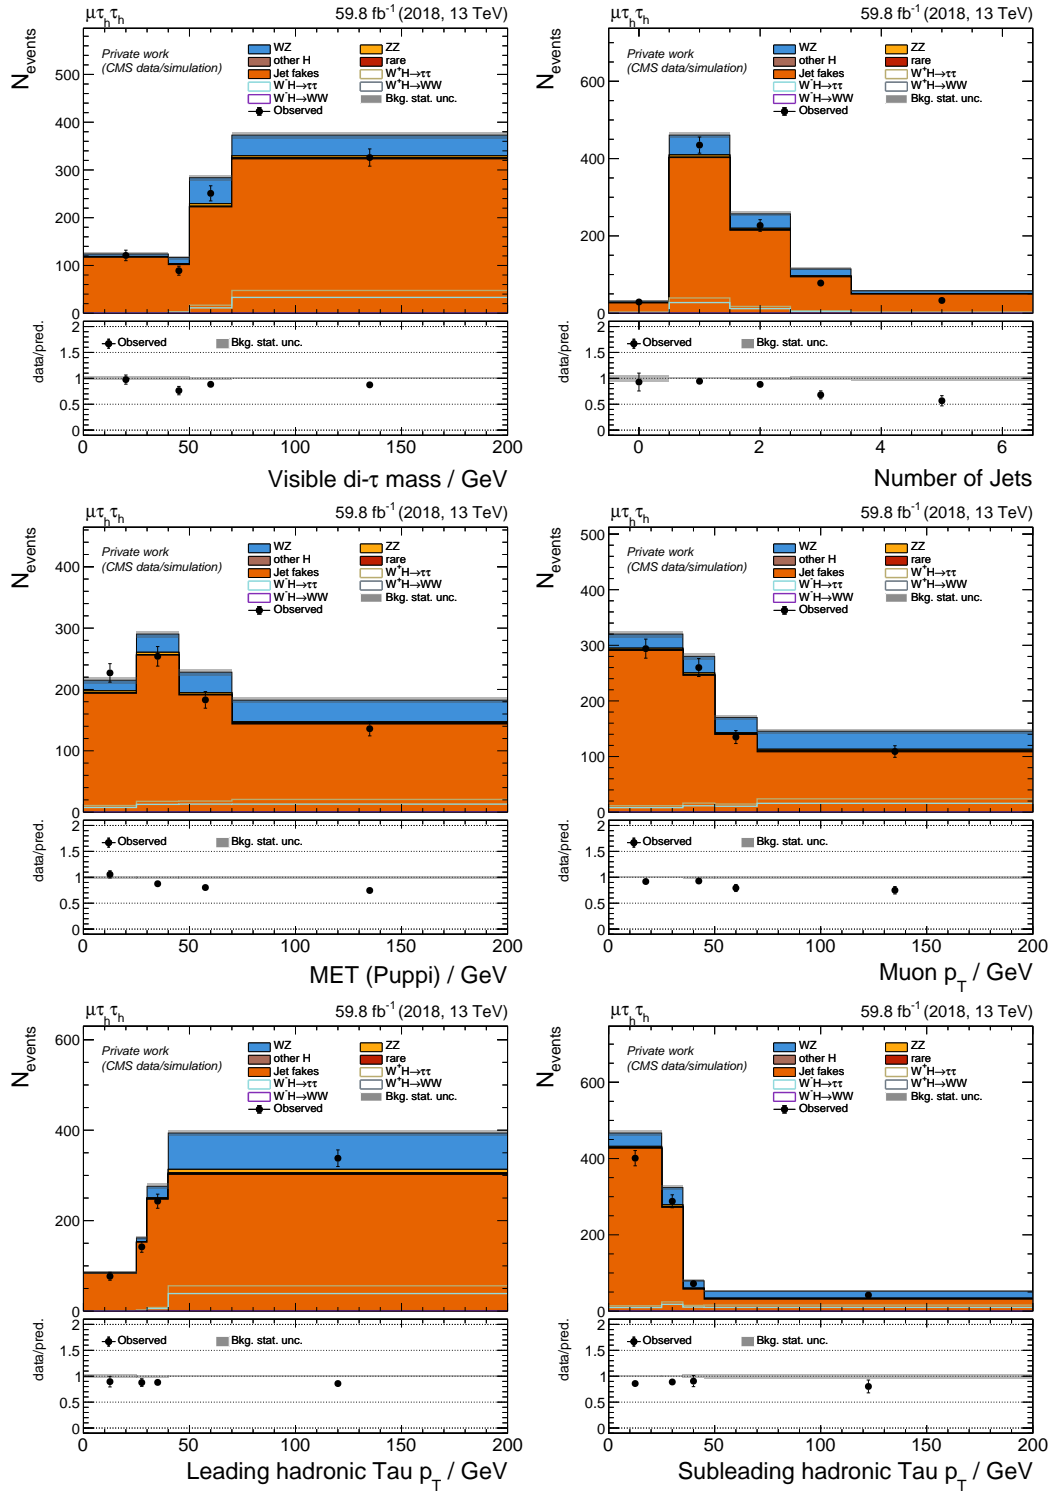 μτₕτₕ 59.8 fb⁻¹ (2018, 13 TeV)
N_events
Private work
(CMS data/simulation)
WZ ZZ
other H rare
Jet fakes W⁺H→ττ
W⁻H→ττ W⁺H→WW
W⁻H→WW Bkg. stat. unc.
Observed
0 100 200 300 400 500
data/pred.
Observed Bkg. stat. unc.
0 0.5 1 1.5 2
0 50 100 150 200
Visible di-τ mass / GeV
μτₕτₕ 59.8 fb⁻¹ (2018, 13 TeV)
N_events
Private work
(CMS data/simulation)
WZ ZZ
other H rare
Jet fakes W⁺H→ττ
W⁻H→ττ W⁺H→WW
W⁻H→WW Bkg. stat. unc.
Observed
0 200 400 600
data/pred.
Observed Bkg. stat. unc.
0 0.5 1 1.5 2
0 2 4 6
Number of Jets
μτₕτₕ 59.8 fb⁻¹ (2018, 13 TeV)
N_events
Private work
(CMS data/simulation)
WZ ZZ
other H rare
Jet fakes W⁺H→ττ
W⁻H→ττ W⁺H→WW
W⁻H→WW Bkg. stat. unc.
Observed
0 100 200 300 400
data/pred.
Observed Bkg. stat. unc.
0 0.5 1 1.5 2
0 50 100 150 200
MET (Puppi) / GeV
μτₕτₕ 59.8 fb⁻¹ (2018, 13 TeV)
N_events
Private work
(CMS data/simulation)
WZ ZZ
other H rare
Jet fakes W⁺H→ττ
W⁻H→ττ W⁺H→WW
W⁻H→WW Bkg. stat. unc.
Observed
0 100 200 300 400 500
data/pred.
Observed Bkg. stat. unc.
0 0.5 1 1.5 2
0 50 100 150 200
Muon p_T / GeV
μτₕτₕ 59.8 fb⁻¹ (2018, 13 TeV)
N_events
Private work
(CMS data/simulation)
WZ ZZ
other H rare
Jet fakes W⁺H→ττ
W⁻H→ττ W⁺H→WW
W⁻H→WW Bkg. stat. unc.
Observed
0 200 400 600
data/pred.
Observed Bkg. stat. unc.
0 0.5 1 1.5 2
0 50 100 150 200
Leading hadronic Tau p_T / GeV
μτₕτₕ 59.8 fb⁻¹ (2018, 13 TeV)
N_events
Private work
(CMS data/simulation)
WZ ZZ
other H rare
Jet fakes W⁺H→ττ
W⁻H→ττ W⁺H→WW
W⁻H→WW Bkg. stat. unc.
Observed
0 200 400 600
data/pred.
Observed Bkg. stat. unc.
0 0.5 1 1.5 2
0 50 100 150 200
Subleading hadronic Tau p_T / GeV